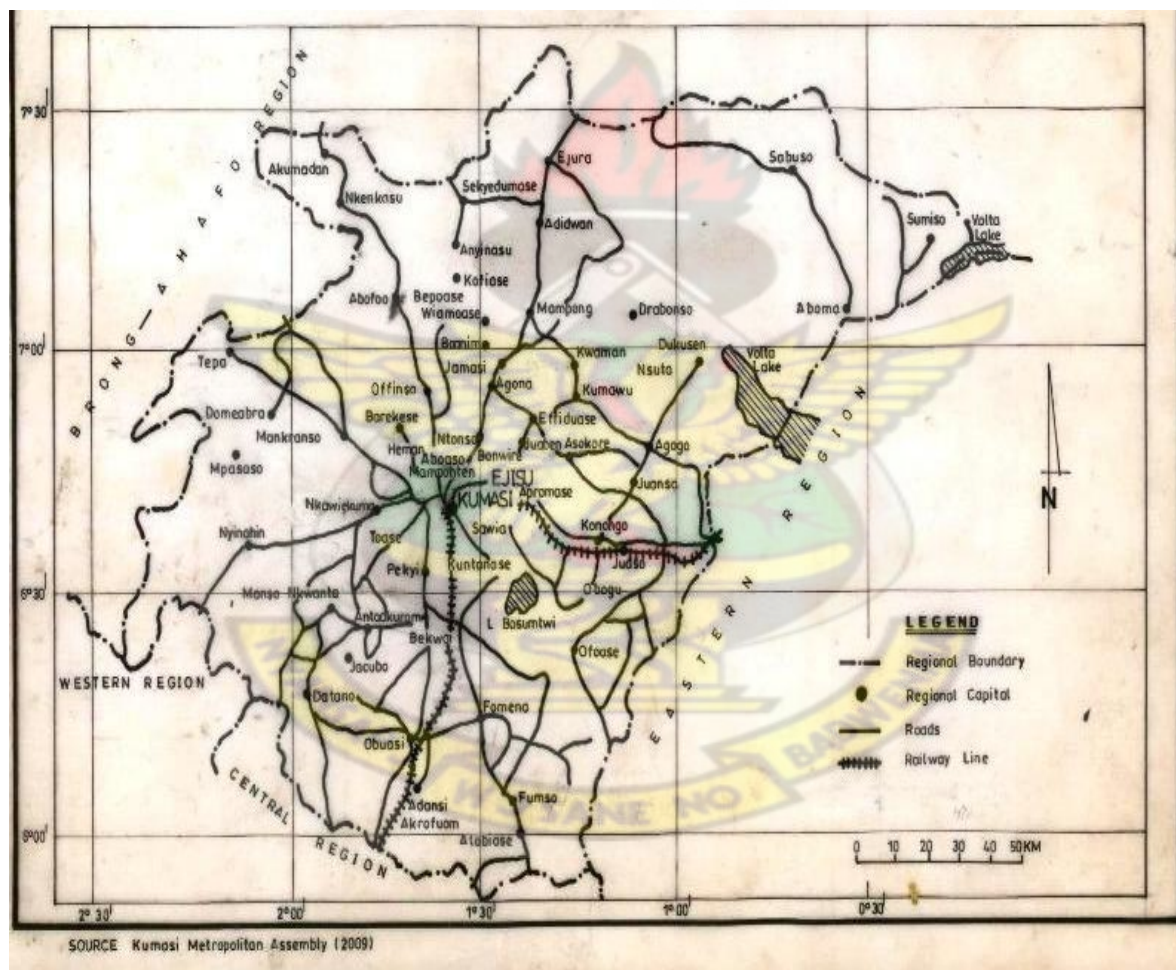 BRONG—AHAFO REGION
7°30'
Akumadan
Ejura
Sabuso
Nkenkasu
Sekyedumase
Adidwan
Sumiso
Volta
Lake
Anyinasu
Kofiase
Abofoo
Bepoase
Wiamoase
Mampong
Drabonso
Aboma
7°00'
Tepa
Jamasi
Kwaman
Dukusen
Nsuta
Volta
Lake
Offinso
Agona
Kumawu
Domeabra
Barekese
Effiduase
Mankranso
Heman
Ntonso
Bonwire
Juaben
Asokore
Agogo
Aboaso
Mpasaso
Mamponten
EJISU
Juansa
KUMASI
Apromase
Nkawiekuma
Sawia
Konongo
Nyinahin
Toase
Kuntanase
Juaso
Pekyi
Obogu
N
Manso Nkwanta
L Bosumtwi
Antoakurom
Bekwai
Ofoase
Jacobo
WESTERN REGION
Datano
Fomena
EASTERN REGION
Obuasi
CENTRAL REGION
Adansi
Akrofuom
Fumso
6°00'
Atobiase
LEGEND
Regional Boundary
Regional Capital
Roads
Railway Line
0 10 20 30 40 50KM
2°30'
2°00'
1°30'
1°00'
0°30'
SOURCE Kumasi Metropolitan Assembly (2009)